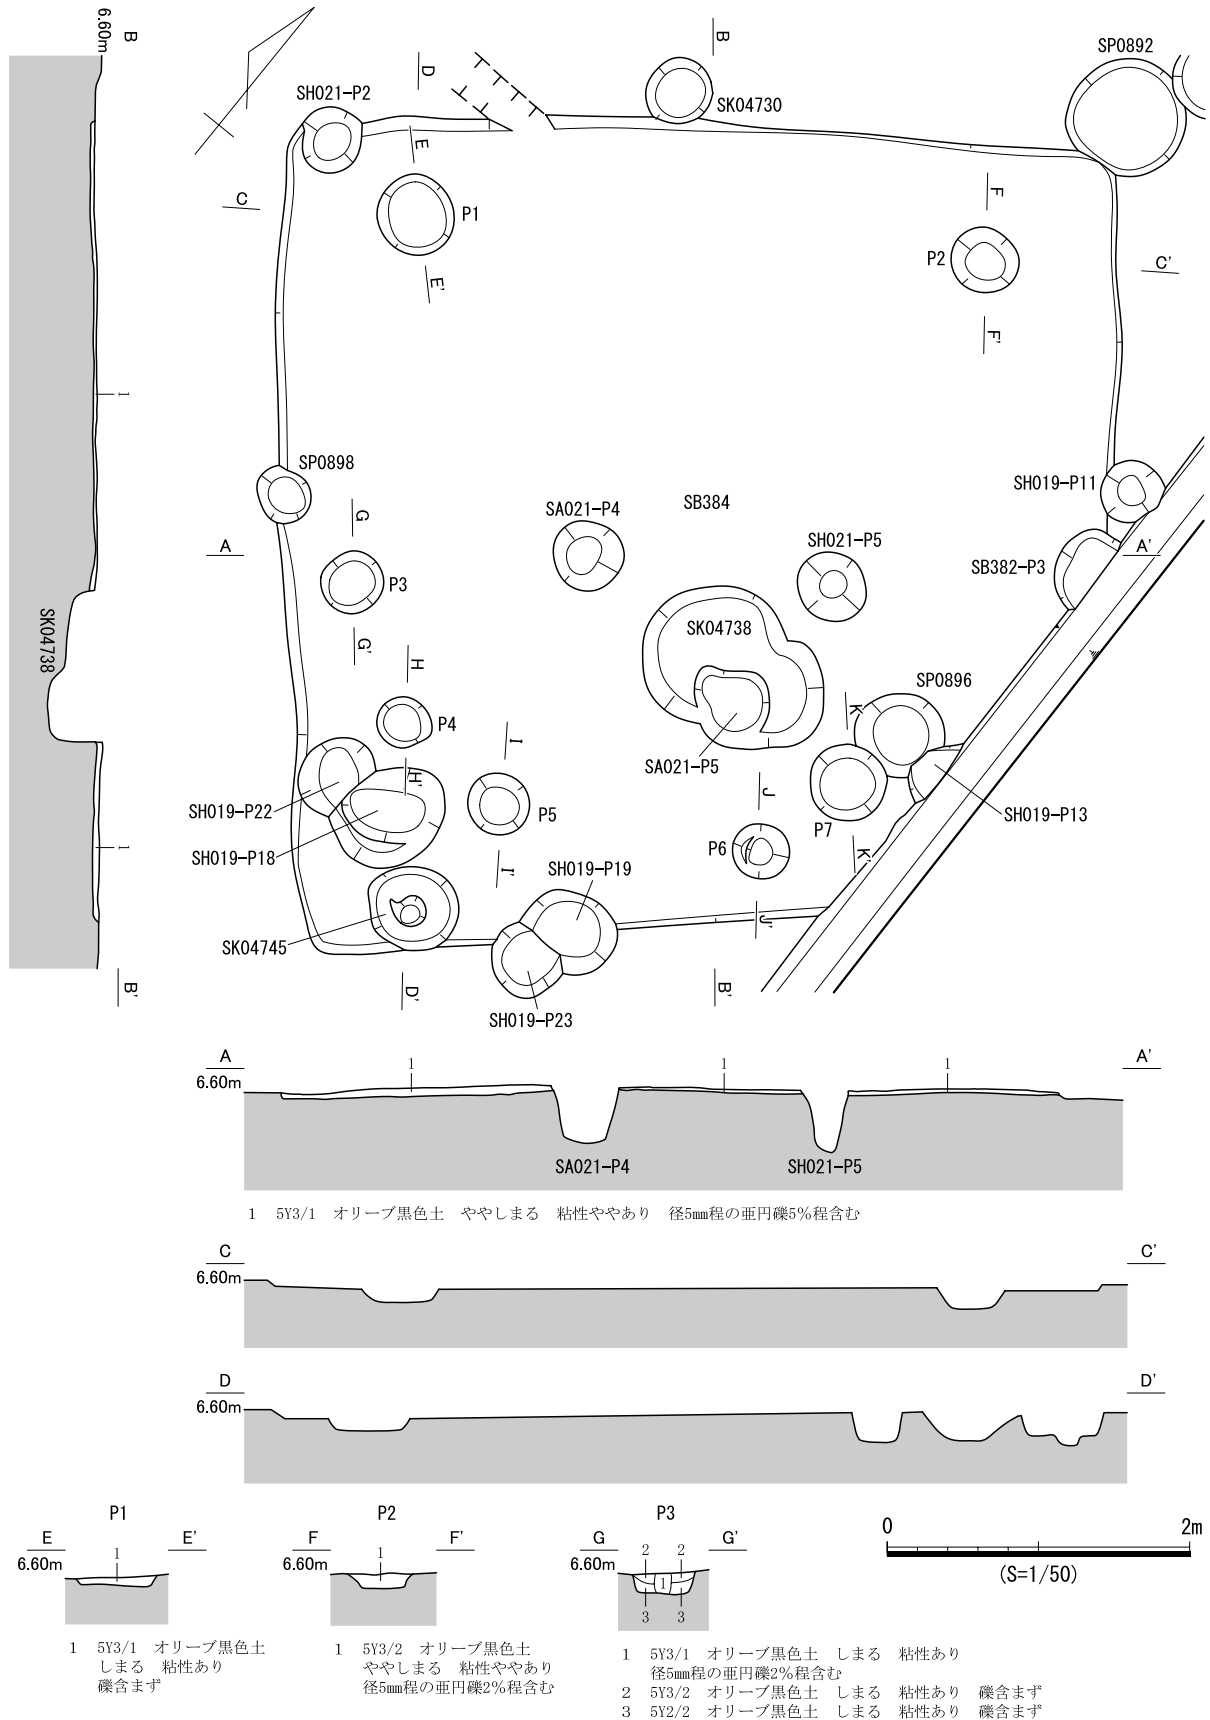 6.60m
B
D
B
SP0892
SH021-P2
SK04730
E
C
F
P1
P2
C'
E'
F'
1
SP0898
SH019-P11
G
SA021-P4
SB384
SH021-P5
A
A'
SB382-P3
P3
SK04738
SK04738
G'
H
SP0896
K
P4
I
SA021-P5
H'
J
SH019-P22
P5
P7
SH019-P13
1
SH019-P18
P6
K'
SH019-P19
I'
J'
SK04745
B'
D'
B'
SH019-P23
A
1
1
1
A'
6.60m
SA021-P4
SH021-P5
1 5Y3/1 オリーブ黒色土 ややしまる 粘性ややあり 径5mm程の亜円礫5%程含む
C
C'
6.60m
D
D'
6.60m
P1
P2
P3
0
2m
E
1
E'
F
1
F'
G
2
2
G'
6.60m
6.60m
6.60m
1
3
3
(S=1/50)
1 5Y3/1 オリーブ黒色土
しまる 粘性あり
礫含まず
1 5Y3/2 オリーブ黒色土
ややしまる 粘性ややあり
径5mm程の亜円礫2%程含む
1 5Y3/1 オリーブ黒色土 しまる 粘性あり
径5mm程の亜円礫2%程含む
2 5Y3/2 オリーブ黒色土 しまる 粘性あり 礫含まず
3 5Y2/2 オリーブ黒色土 しまる 粘性あり 礫含まず